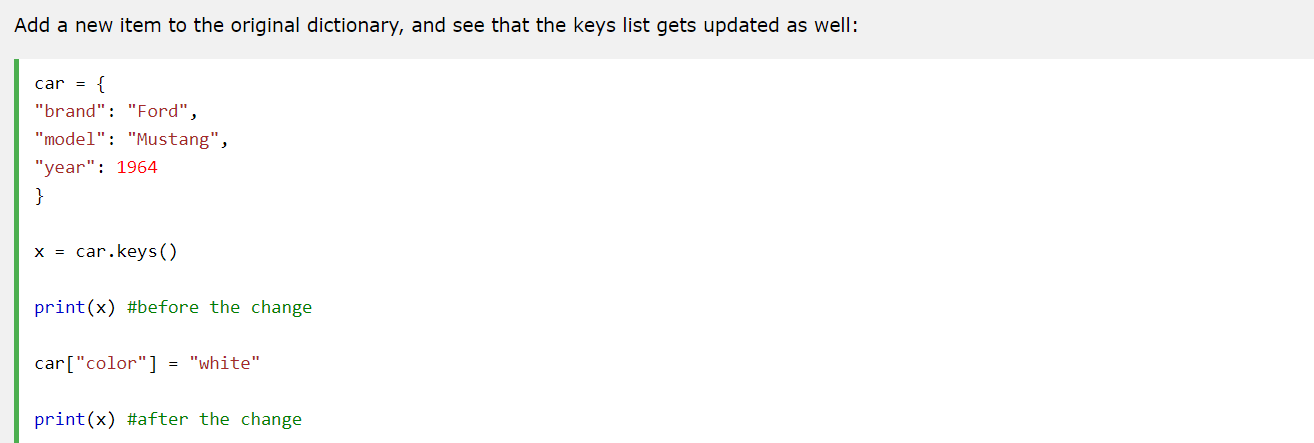 Add a new item to the original dictionary, and see that the keys list gets updated as well:
car = {
"brand": "Ford",
"model": "Mustang",
"year": 1964
}
x = car.keys()
print(x) #before the change
car["color"] = "white"
print(x) #after the change